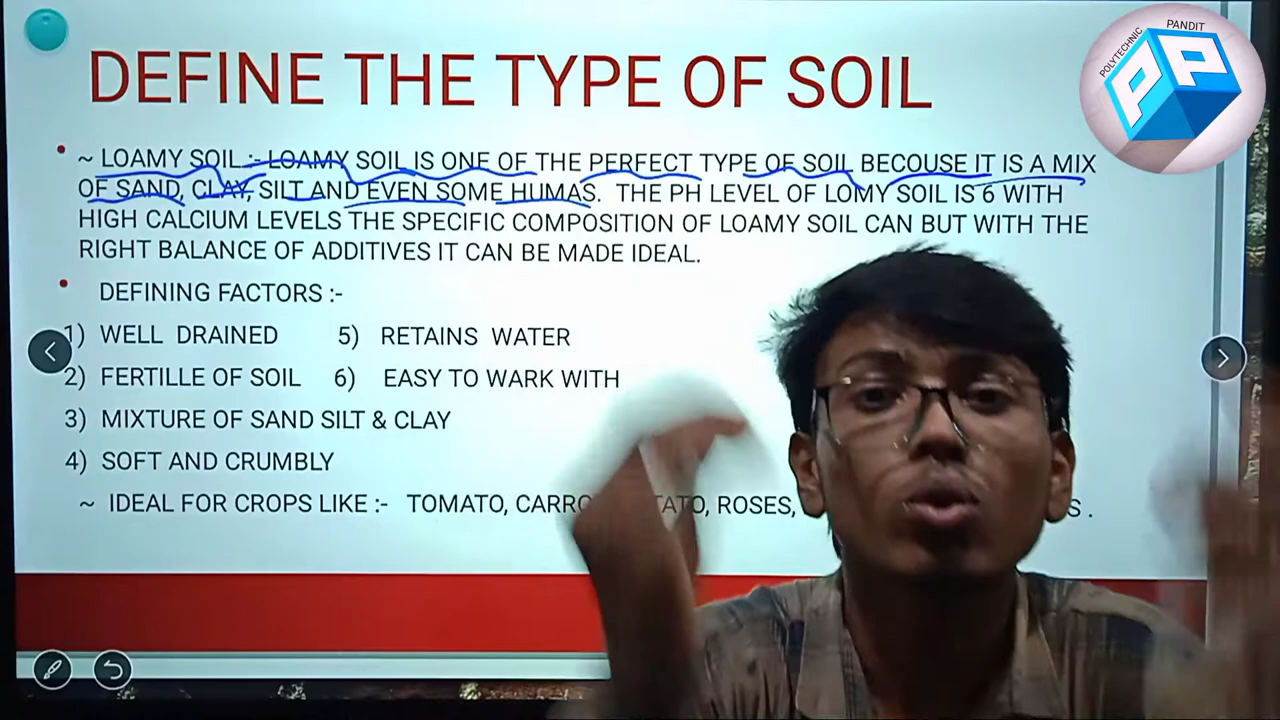 DEFINE THE TYPE OF SOIL
POLYTECHNIC PANDIT
PP
• ~ LOAMY SOIL :- LOAMY SOIL IS ONE OF THE PERFECT TYPE OF SOIL BECOUSE IT IS A MIX
OF SAND, CLAY, SILT AND EVEN SOME HUMAS. THE PH LEVEL OF LOMY SOIL IS 6 WITH
HIGH CALCIUM LEVELS THE SPECIFIC COMPOSITION OF LOAMY SOIL CAN BUT WITH THE
RIGHT BALANCE OF ADDITIVES IT CAN BE MADE IDEAL.
• DEFINING FACTORS :-
1) WELL DRAINED 5) RETAINS WATER
2) FERTILLE OF SOIL 6) EASY TO WARK WITH
3) MIXTURE OF SAND SILT & CLAY
4) SOFT AND CRUMBLY
~ IDEAL FOR CROPS LIKE :- TOMATO, ROSES,